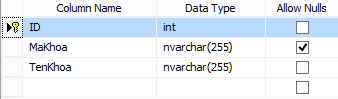 Column Name Data Type Allow Nulls
ID int
MaKhoa nvarchar(255)
TenKhoa nvarchar(255)